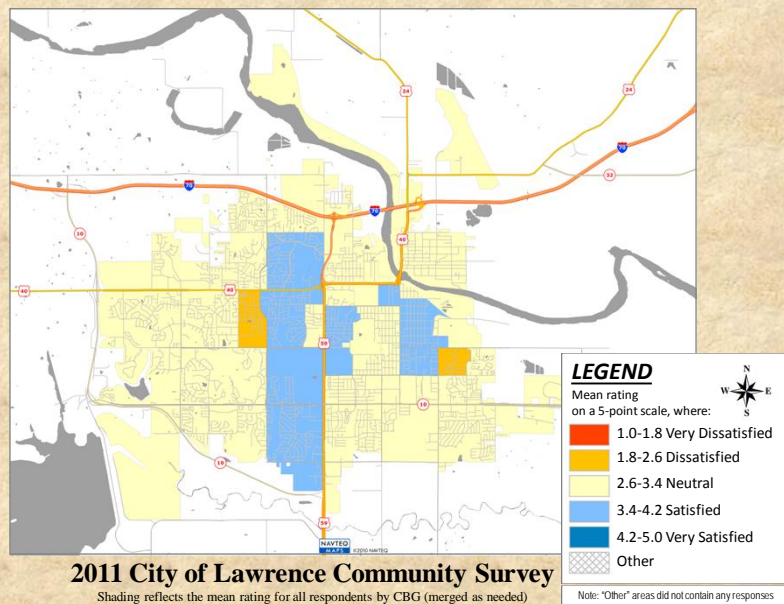 24
24
70
32
70
70
10
40
40
40
59
10
10
59
NAVTEQ
MAPS ©2010 NAVTEQ
LEGEND
N
W E
S
Mean rating
on a 5-point scale, where:
1.0-1.8 Very Dissatisfied
1.8-2.6 Dissatisfied
2.6-3.4 Neutral
3.4-4.2 Satisfied
4.2-5.0 Very Satisfied
Other
2011 City of Lawrence Community Survey
Shading reflects the mean rating for all respondents by CBG (merged as needed)
Note: "Other" areas did not contain any responses